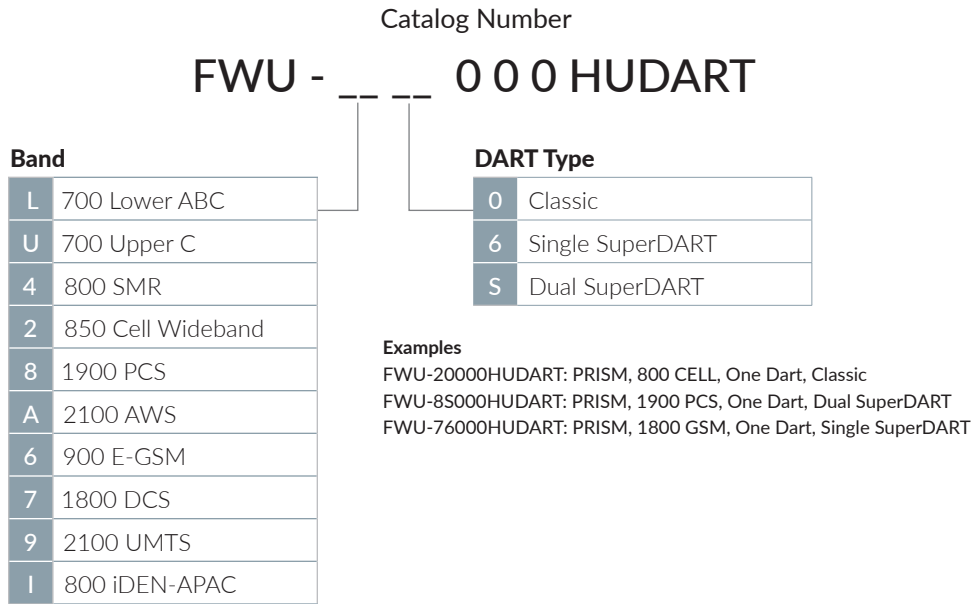 Catalog Number
FWU - __ __ 0 0 0 HUDART
Band
L 700 Lower ABC
U 700 Upper C
4 800 SMR
2 850 Cell Wideband
8 1900 PCS
A 2100 AWS
6 900 E-GSM
7 1800 DCS
9 2100 UMTS
I 800 iDEN-APAC
DART Type
0 Classic
6 Single SuperDART
S Dual SuperDART
Examples
FWU-20000HUDART: PRISM, 800 CELL, One Dart, Classic
FWU-8S000HUDART: PRISM, 1900 PCS, One Dart, Dual SuperDART
FWU-76000HUDART: PRISM, 1800 GSM, One Dart, Single SuperDART